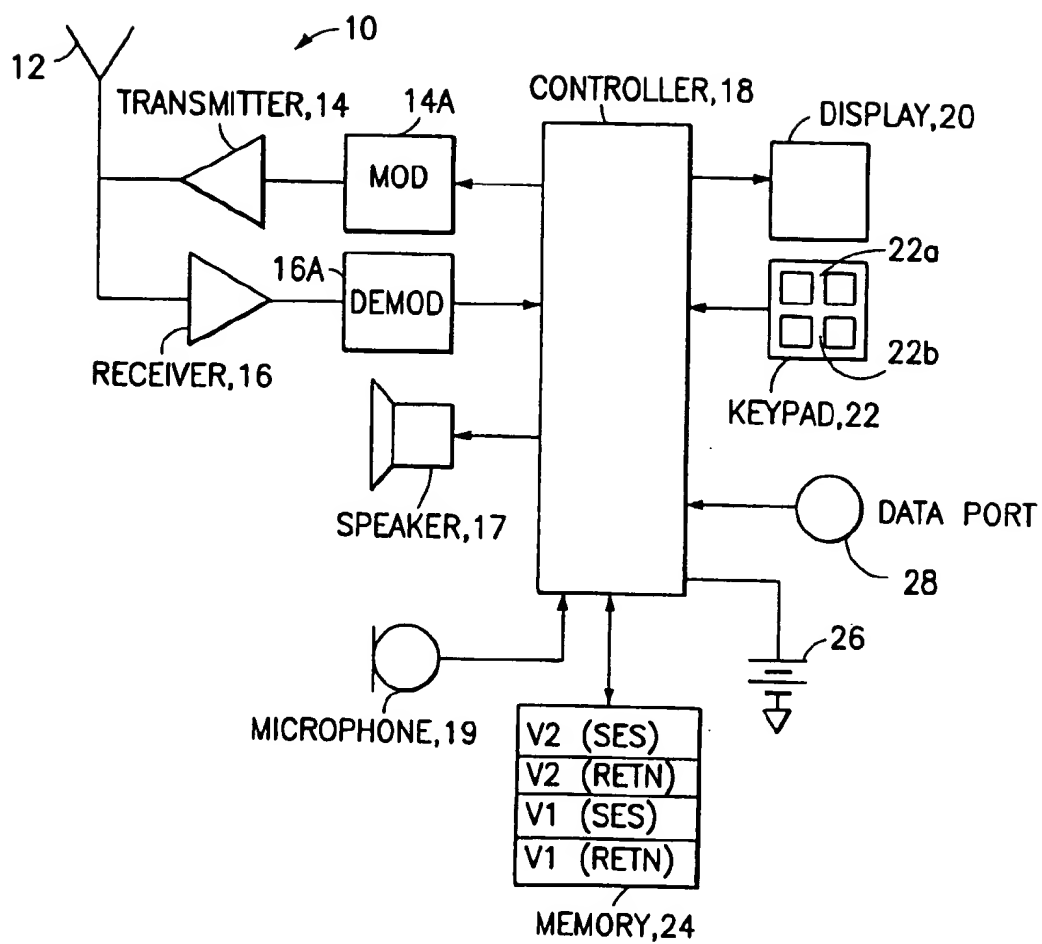 10
12
TRANSMITTER,14
14A
MOD
CONTROLLER,18
DISPLAY,20
16A
DEMOD
22a
22b
RECEIVER,16
KEYPAD,22
SPEAKER,17
DATA PORT
28
26
MICROPHONE,19
V2 (SES)
V2 (RETN)
V1 (SES)
V1 (RETN)
MEMORY,24